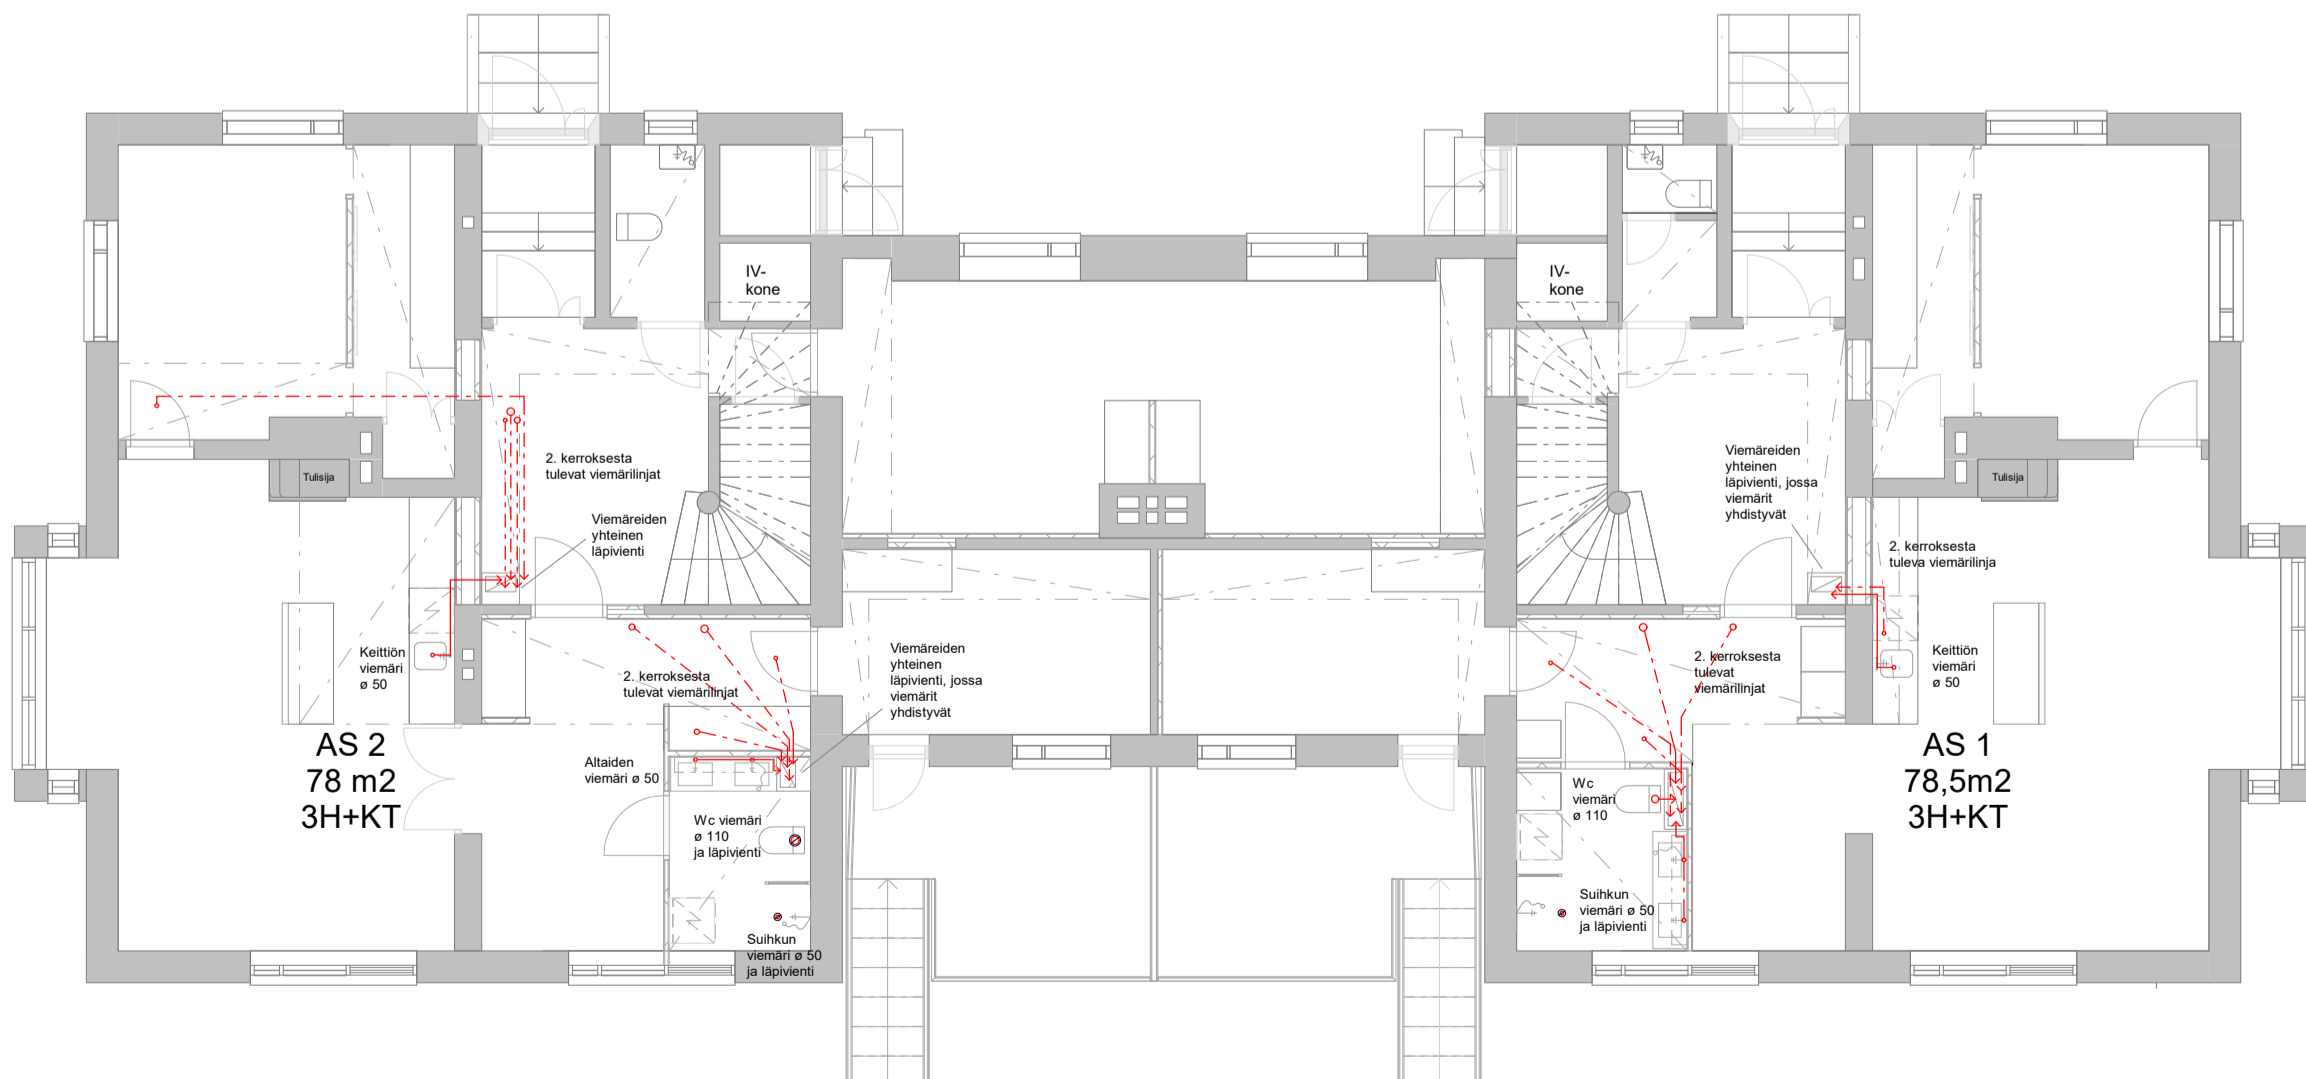 IV-
kone
IV-
kone
2. kerroksesta
tulevat viemärilinjat
Viemäreiden
yhteinen
läpivienti, jossa
viemärit
yhdistyvät
Tulisija
Tulisija
Viemäreiden
yhteinen
läpivienti
2. kerroksesta
tuleva viemärilinja
Keittiön
viemäri
ø 50
2. kerroksesta
tulevat viemärilinjat
Viemäreiden
yhteinen
läpivienti, jossa
viemärit
yhdistyvät
2. kerroksesta
tulevat
viemärilinjat
Keittiön
viemäri
ø 50
AS 2
78 m2
3H+KT
Altaiden
viemäri ø 50
Wc
viemäri
ø 110
AS 1
78,5m2
3H+KT
Wc viemäri
ø 110
ja läpivienti
Suihkun
viemäri ø 50
ja läpivienti
Suihkun
viemäri ø 50
ja läpivienti